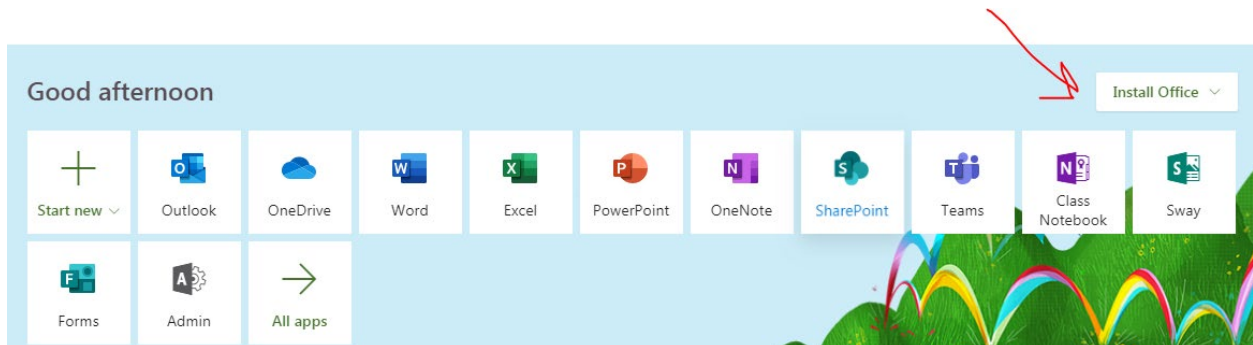 Good afternoon
Install Office
Start new
Outlook
OneDrive
Word
Excel
PowerPoint
OneNote
SharePoint
Teams
Class
Notebook
Sway
Forms
Admin
All apps